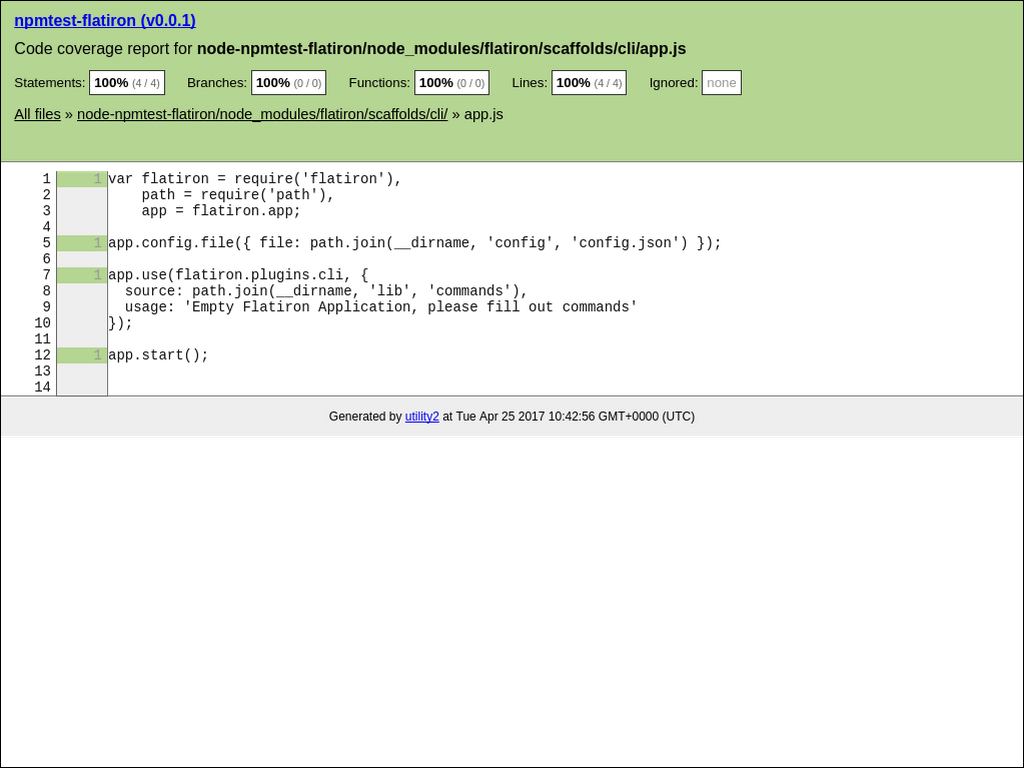 npmtest-flatiron (v0.0.1)
Code coverage report for node-npmtest-flatiron/node_modules/flatiron/scaffolds/cli/app.js
Statements: 100% (4 / 4) Branches: 100% (0 / 0) Functions: 100% (0 / 0) Lines: 100% (4 / 4) Ignored: none
All files » node-npmtest-flatiron/node_modules/flatiron/scaffolds/cli/ » app.js
1 1 var flatiron = require('flatiron'),
2     path = require('path'),
3     app = flatiron.app;
4
5 1 app.config.file({ file: path.join(__dirname, 'config', 'config.json') });
6
7 1 app.use(flatiron.plugins.cli, {
8   source: path.join(__dirname, 'lib', 'commands'),
9   usage: 'Empty Flatiron Application, please fill out commands'
10 });
11
12 1 app.start();
13
14
Generated by utility2 at Tue Apr 25 2017 10:42:56 GMT+0000 (UTC)